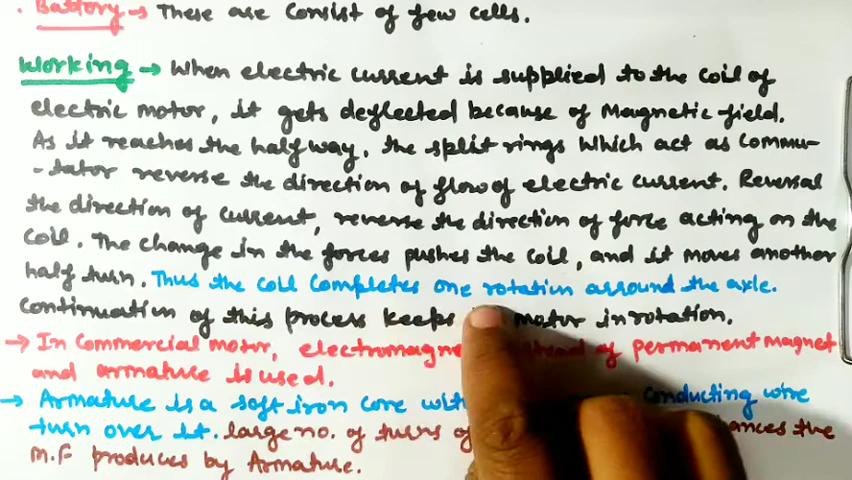 . Battory → These are Consist of few cells.
Working → When electric current is supplied to the coil of
electric motor, it gets deflected because of Magnetic-field.
As it reaches the halfway, the split rings which act as Commu-
-tator reverse the direction of flow of electric current. Reversal
the direction of current, reverse the direction of force acting on the
Coil. The change in the forces pushes the Coil, and it moves another
half turn. Thus the coil Completes one rotation arround the axle.
Continuation of this process keeps motor in rotation.
→ In Commercial motor, of permanent magnet
and armature is used.
→ Armature is a soft iron core conducting wire
turn over it. large no. of turns of the
M.F produces by Armature.